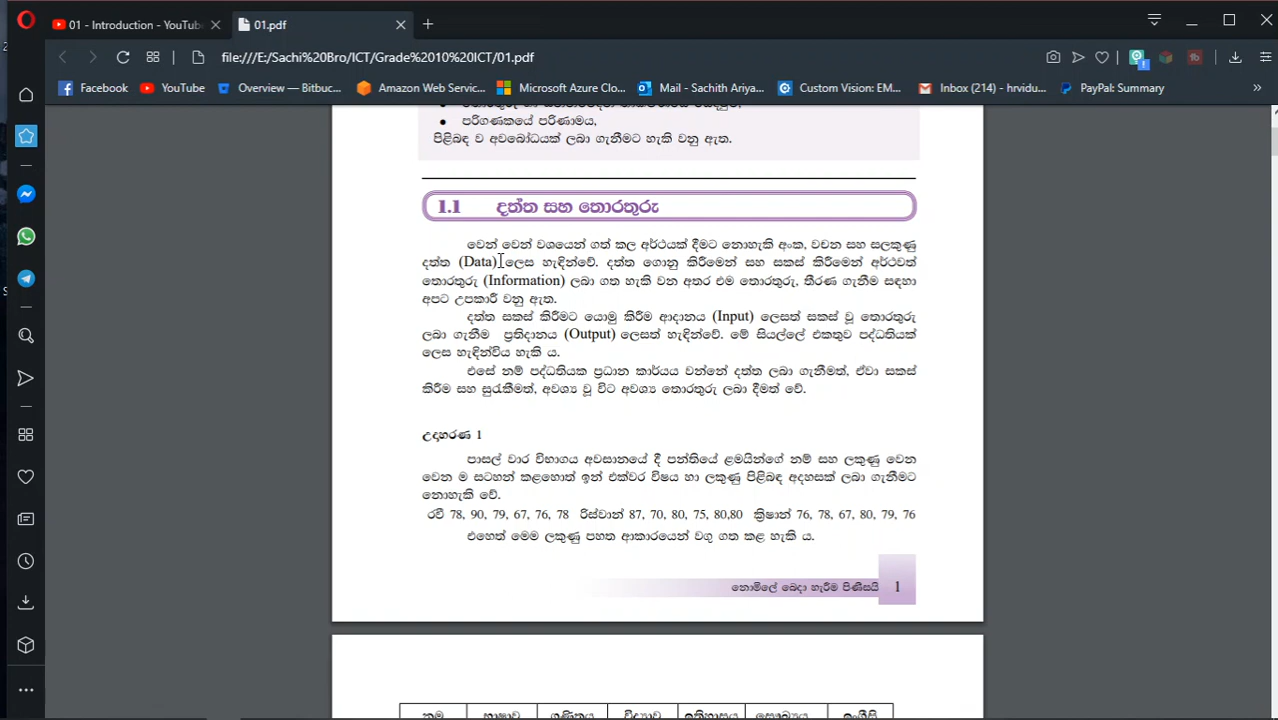 01 - Introduction - YouTube
01.pdf
file:///E:/Sachi%20Bro/ICT/Grade%2010%20ICT/01.pdf
Facebook YouTube Overview — Bitbuc... Amazon Web Servic... Microsoft Azure Clo... Mail - Sachith Ariya... Custom Vision: EM... Inbox (214) - hrvidu... PayPal: Summary »
• පරිගණකයේ පරිණාමය,
පිළිබඳ ව අවබෝධයක් ලබා ගැනීමට හැකි වනු ඇත.
1.1 දත්ත සහ තොරතුරු
වෙන් වෙන් වශයෙන් ගත් කල අර්ථයක් දීමට නොහැකි අංක, වචන සහ සලකුණු
දත්ත (Data) ලෙස හැඳින්වේ. දත්ත ගොනු කිරීමෙන් සහ සකස් කිරීමෙන් අර්ථවත්
තොරතුරු (Information) ලබා ගත හැකි වන අතර එම තොරතුරු, තීරණ ගැනීම සඳහා
අපට උපකාරී වනු ඇත.
දත්ත සකස් කිරීමට යොමු කිරීම ආදානය (Input) ලෙසත් සකස් වූ තොරතුරු
ලබා ගැනීම ප්‍රතිදානය (Output) ලෙසත් හැඳින්වේ. මේ සියල්ලේ එකතුව පද්ධතියක්
ලෙස හැඳින්විය හැකි ය.
එසේ නම් පද්ධතියක ප්‍රධාන කාර්යය වන්නේ දත්ත ලබා ගැනීමත්, ඒවා සකස්
කිරීම සහ සුරැකීමත්, අවශ්‍ය වූ විට අවශ්‍ය තොරතුරු ලබා දීමත් වේ.
උදාහරණ 1
පාසල් වාර විභාගය අවසානයේ දී පන්තියේ ළමයින්ගේ නම් සහ ලකුණු වෙන
වෙන ම සටහන් කළහොත් ඉන් එක්වර විෂය හා ලකුණු පිළිබඳ අදහසක් ලබා ගැනීමට
නොහැකි වේ.
රවි 78, 90, 79, 67, 76, 78 රිස්වාන් 87, 70, 80, 75, 80,80 ක්‍රිෂාන් 76, 78, 67, 80, 79, 76
එහෙත් මෙම ලකුණු පහත ආකාරයෙන් වගු ගත කළ හැකි ය.
නොමිලේ බෙදා හැරීම පිණිසයි 1
නම භාෂාව ගණිතය විද්‍යාව ඉතිහාසය සෞඛ්‍යය ඉංග්‍රීසි